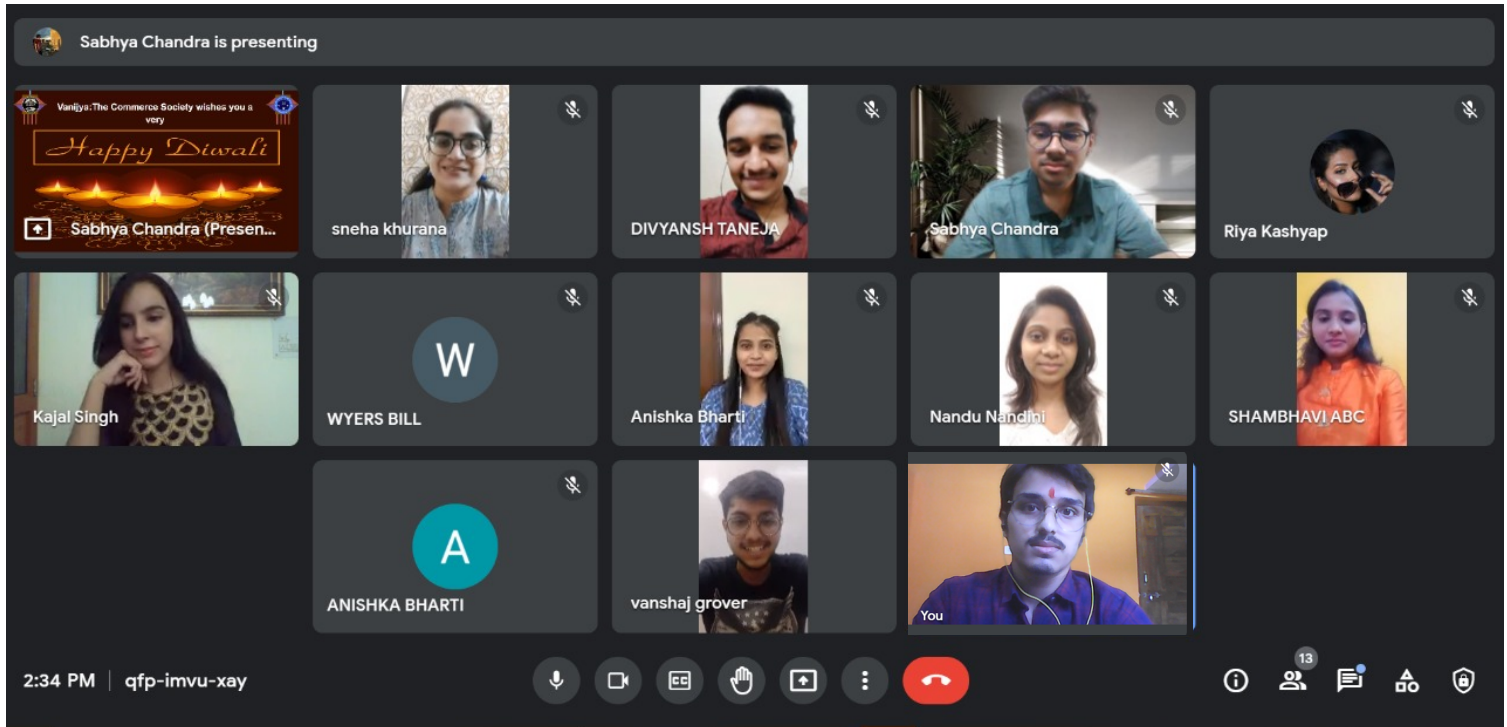 Sabhya Chandra is presenting
Vanijya:The Commerce Society wishes you a
very
Happy Diwali
Sabhya Chandra (Presen...
sneha khurana
DIVYANSH TANEJA
Sabhya Chandra
Riya Kashyap
Kajal Singh
W
WYERS BILL
Anishka Bharti
Nandu Nandini
SHAMBHAVI ABC
A
ANISHKA BHARTI
vanshaj grover
You
2:34 PM | qfp-imvu-xay
CC
13